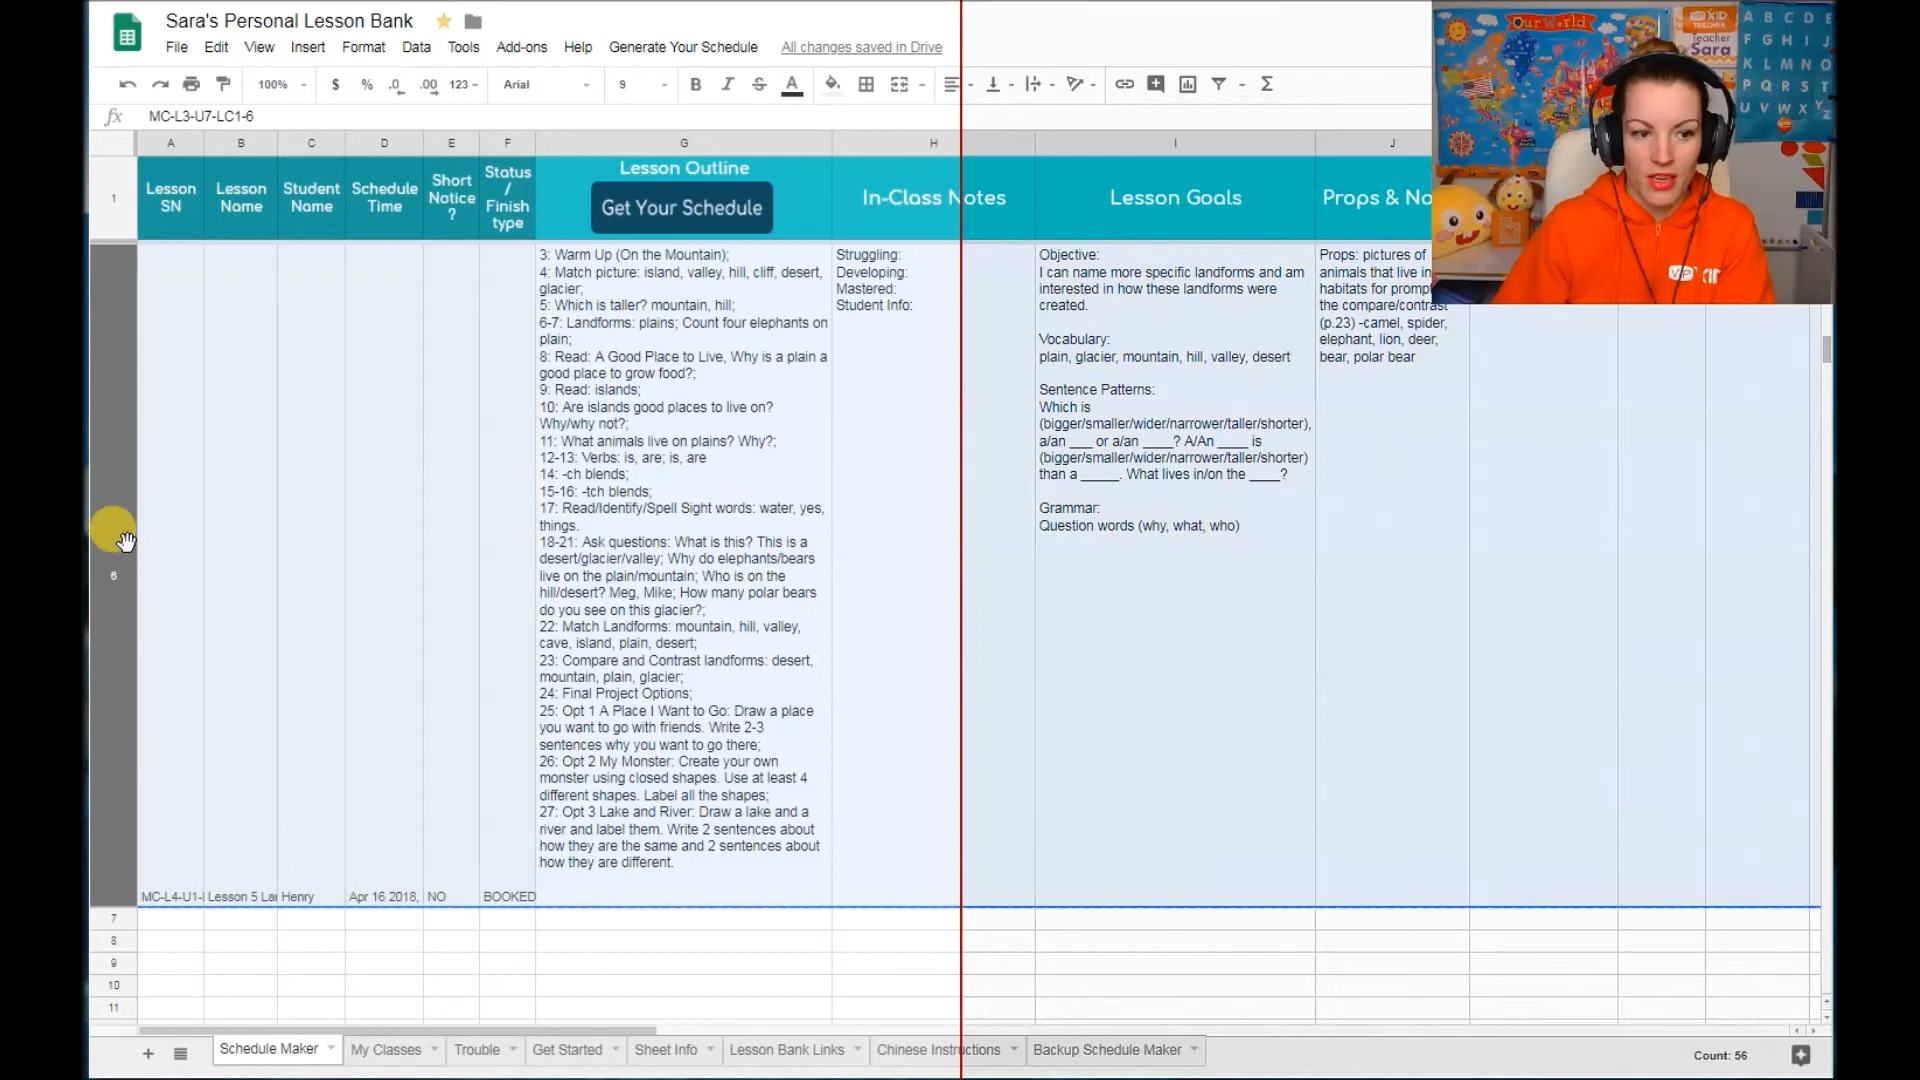 Sara's Personal Lesson Bank
File Edit View Insert Format Data Tools Add-ons Help Generate Your Schedule All changes saved in Drive
100% $ % .0 .00 123 Arial 9 B I S A
fx MC-L3-U7-LC1-6
A B C D E F G H I J
1
Lesson SN
Lesson Name
Student Name
Schedule Time
Short Notice ?
Status / Finish type
Lesson Outline
Get Your Schedule
In-Class Notes
Lesson Goals
Props & No
3: Warm Up (On the Mountain);
4: Match picture: island, valley, hill, cliff, desert,
glacier;
5: Which is taller? mountain, hill;
6-7: Landforms: plains; Count four elephants on
plain;
8: Read: A Good Place to Live, Why is a plain a
good place to grow food?;
9: Read: islands;
10: Are islands good places to live on?
Why/why not?;
11: What animals live on plains? Why?;
12-13: Verbs: is, are; is, are
14: -ch blends;
15-16: -tch blends;
17: Read/Identify/Spell Sight words: water, yes,
things.
18-21: Ask questions: What is this? This is a
desert/glacier/valley; Why do elephants/bears
live on the plain/mountain; Who is on the
hill/desert? Meg, Mike; How many polar bears
do you see on this glacier?;
22: Match Landforms: mountain, hill, valley,
cave, island, plain, desert;
23: Compare and Contrast landforms: desert,
mountain, plain, glacier;
24: Final Project Options;
25: Opt 1 A Place I Want to Go: Draw a place
you want to go with friends. Write 2-3
sentences why you want to go there;
26: Opt 2 My Monster: Create your own
monster using closed shapes. Use at least 4
different shapes. Label all the shapes;
27: Opt 3 Lake and River: Draw a lake and a
river and label them. Write 2 sentences about
how they are the same and 2 sentences about
how they are different.
Struggling:
Developing:
Mastered:
Student Info:
Objective:
I can name more specific landforms and am
interested in how these landforms were
created.
Vocabulary:
plain, glacier, mountain, hill, valley, desert
Sentence Patterns:
Which is
(bigger/smaller/wider/narrower/taller/shorter),
a/an ___ or a/an ____? A/An ____ is
(bigger/smaller/wider/narrower/taller/shorter)
than a _____. What lives in/on the ____?
Grammar:
Question words (why, what, who)
Props: pictures of
animals that live in
habitats for promp
the compare/contrast
(p.23) -camel, spider,
elephant, lion, deer,
bear, polar bear
6
MC-L4-U1- Lesson 5 La Henry Apr 16 2018, NO BOOKED
7
8
9
10
11
Schedule Maker My Classes Trouble Get Started Sheet Info Lesson Bank Links Chinese Instructions Backup Schedule Maker
Count: 56
Our World
VIPKID
TEACHER
Teacher
Sara
A B C D E
F G H I J
K L M N O
P Q R S T
U V W X Y Z